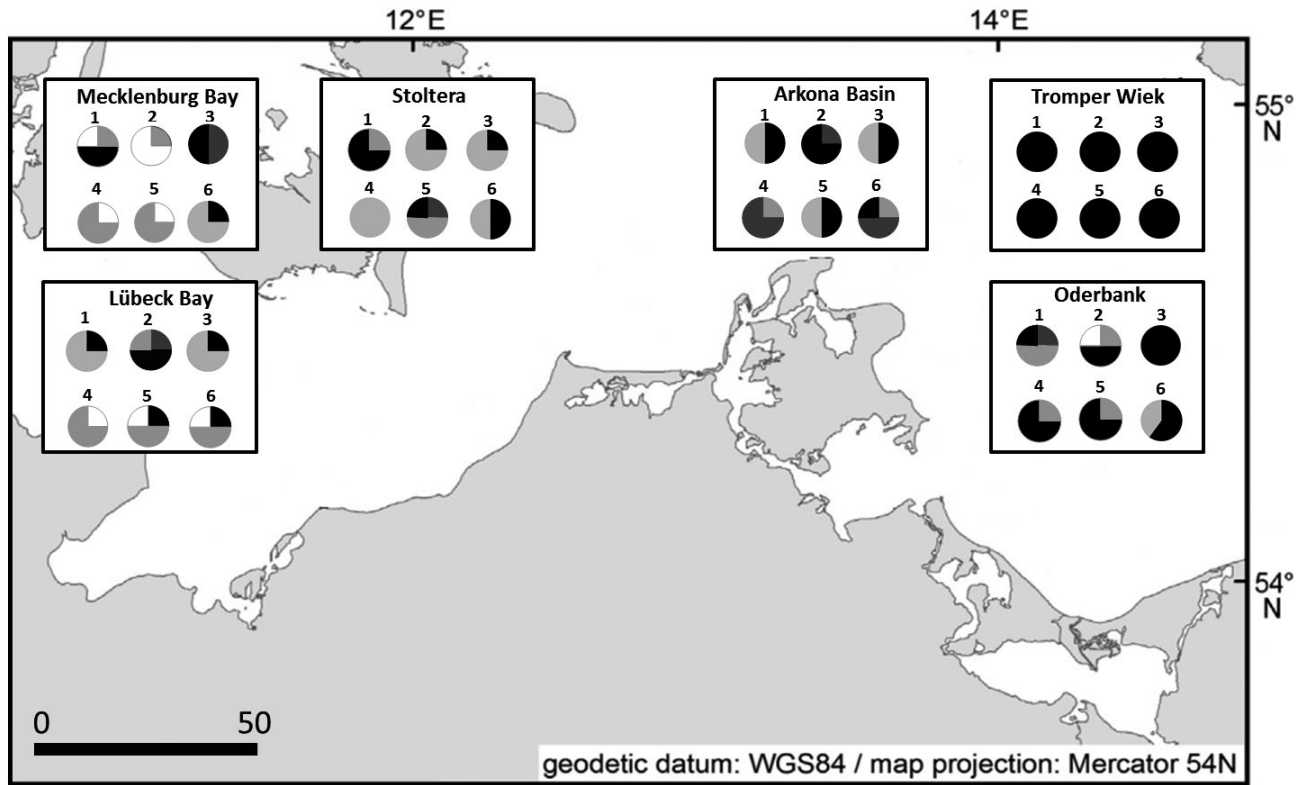 12°E 14°E
55°
N
Mecklenburg Bay
1 2 3
4 5 6
Stoltera
1 2 3
4 5 6
Arkona Basin
1 2 3
4 5 6
Tromper Wiek
1 2 3
4 5 6
Lübeck Bay
1 2 3
4 5 6
Oderbank
1 2 3
4 5 6
54°
N
0 50
geodetic datum: WGS84 / map projection: Mercator 54N